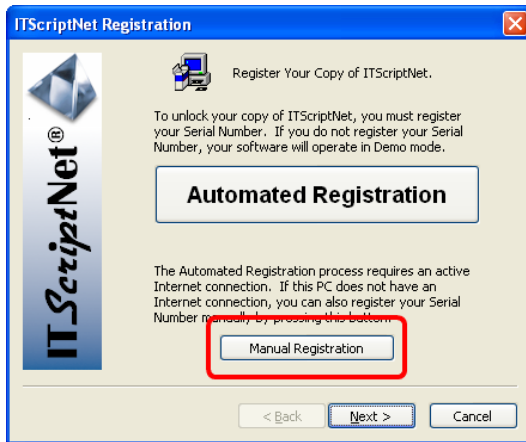 ITScriptNet Registration
ITScriptNet®
Register Your Copy of ITScriptNet.
To unlock your copy of ITScriptNet, you must register
your Serial Number. If you do not register your Serial
Number, your software will operate in Demo mode.
Automated Registration
The Automated Registration process requires an active
Internet connection. If this PC does not have an
Internet connection, you can also register your Serial
Number manually by pressing this button.
Manual Registration
< Back
Next >
Cancel